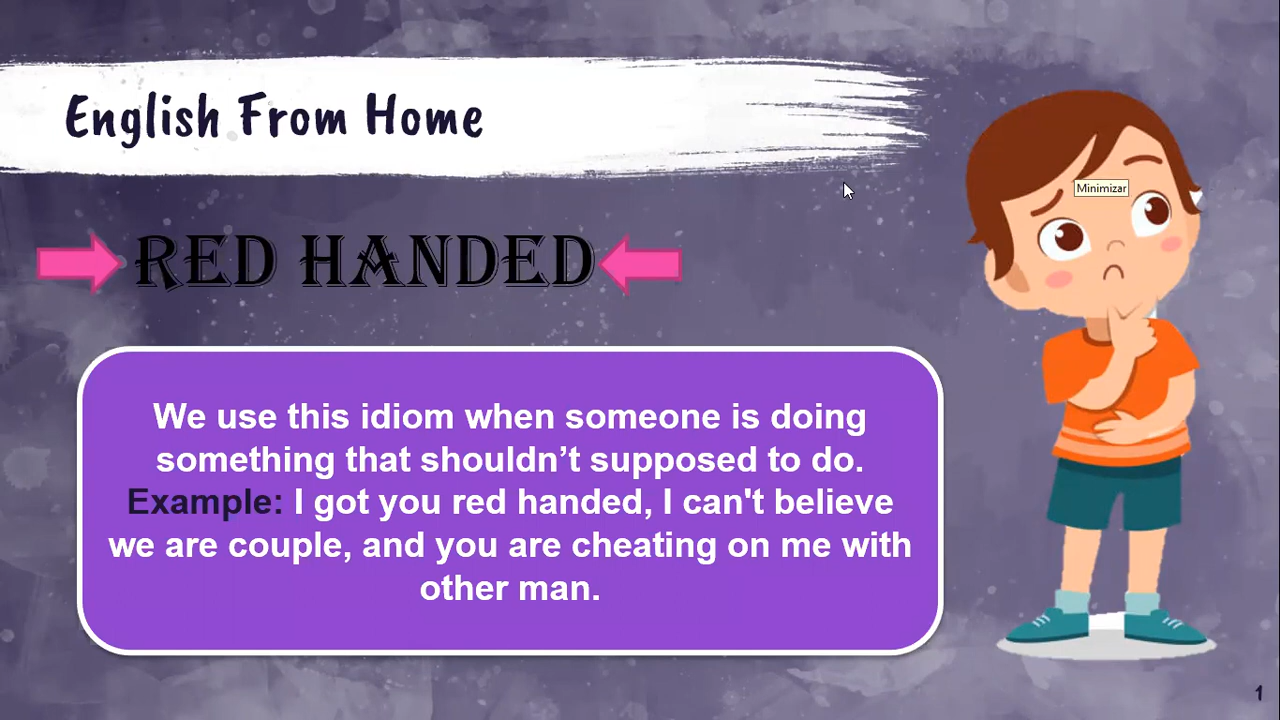 English From Home
Minimizar
RED HANDED
We use this idiom when someone is doing
something that shouldn’t supposed to do.
Example: I got you red handed, I can't believe
we are couple, and you are cheating on me with
other man.
1